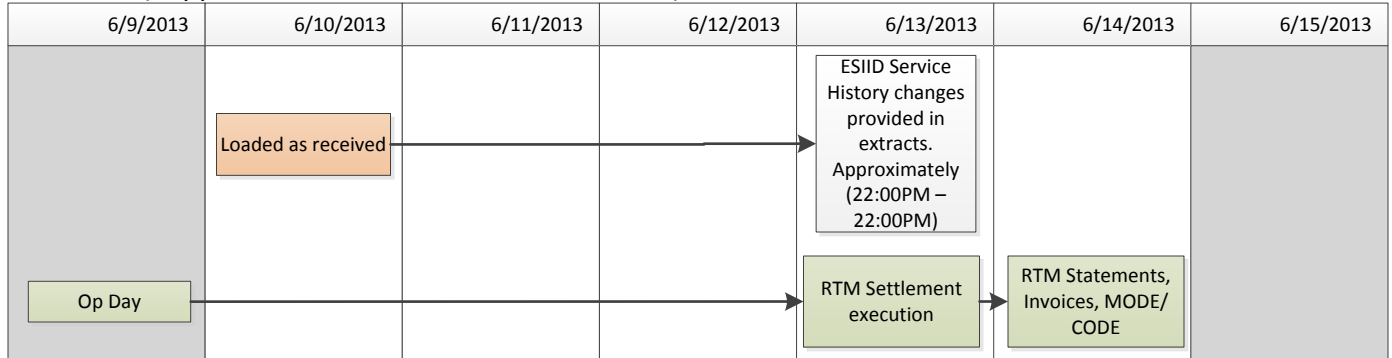 6/9/2013 6/10/2013 6/11/2013 6/12/2013 6/13/2013 6/14/2013 6/15/2013
Loaded as received
ESIID Service
History changes
provided in
extracts.
Approximately
(22:00PM –
22:00PM)
Op Day
RTM Settlement
execution
RTM Statements,
Invoices, MODE/
CODE